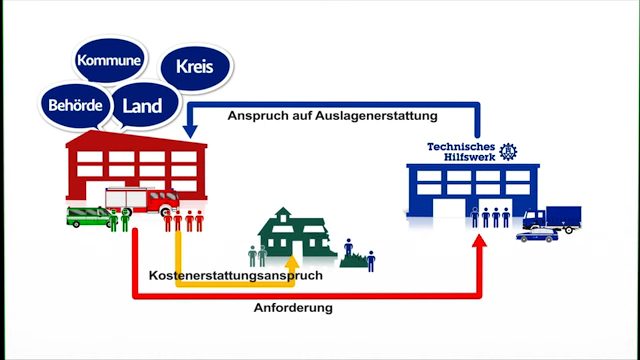 Kommune
Kreis
Behörde
Land
Anspruch auf Auslagenerstattung
Technisches
Hilfswerk
Kostenerstattungsanspruch
Anforderung